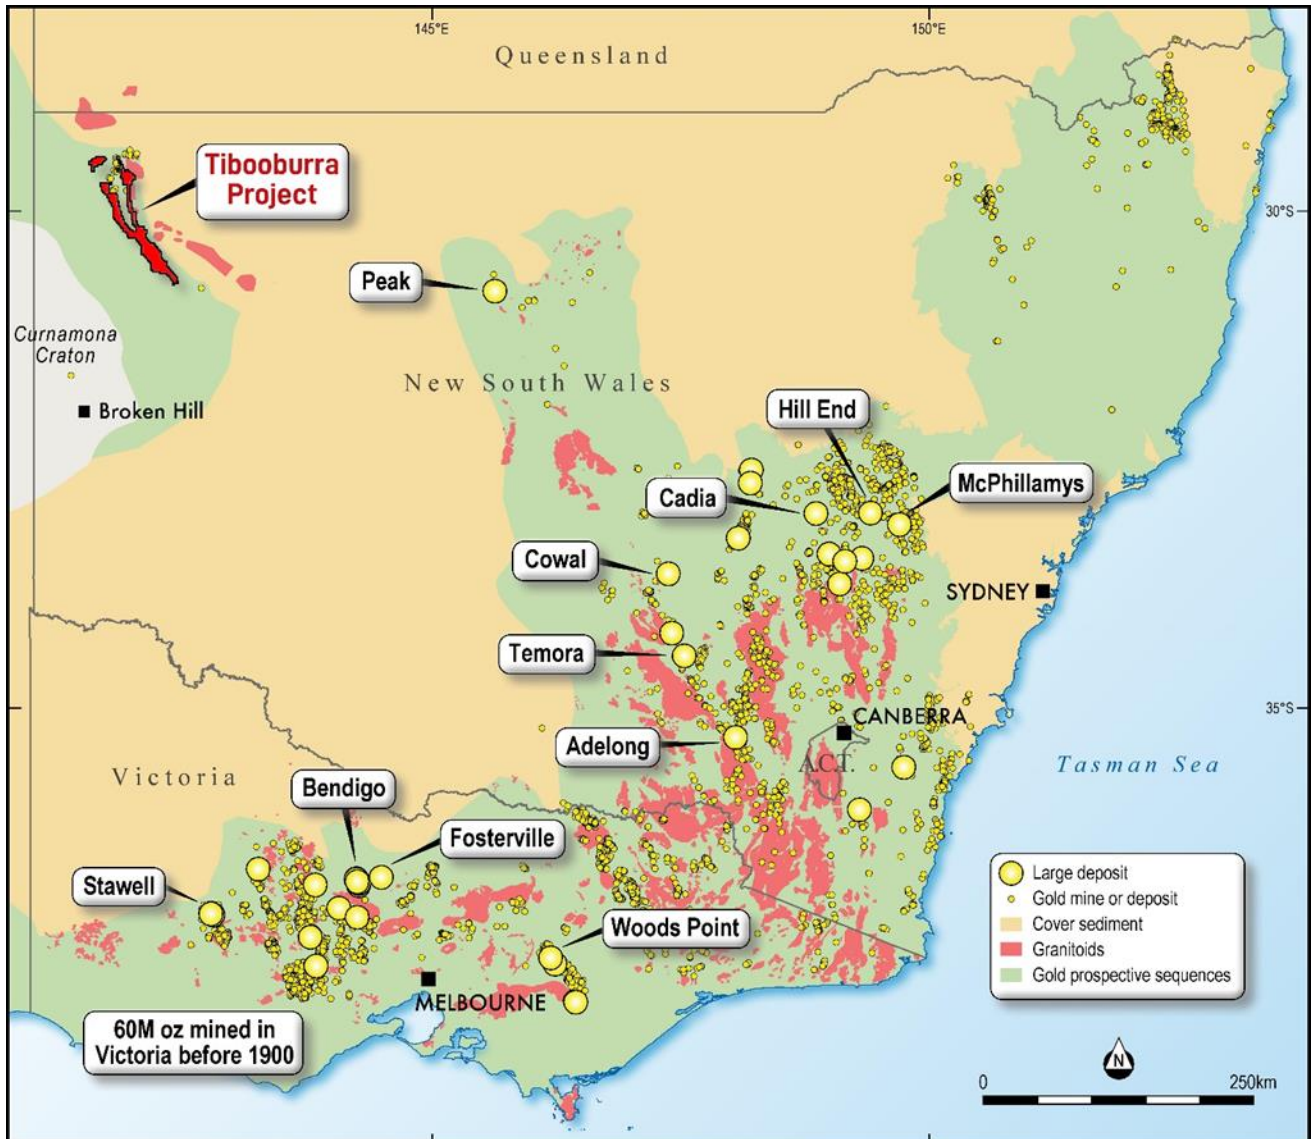 145°E
150°E
Queensland
Tibooburra
Project
30°S
Peak
Curnamona
Craton
New South Wales
Broken Hill
Hill End
Cadia
McPhillamys
Cowal
SYDNEY
Temora
35°S
CANBERRA
Adelong
A.C.T.
Tasman Sea
Victoria
Bendigo
Fosterville
Stawell
Woods Point
MELBOURNE
60M oz mined in
Victoria before 1900
Large deposit
Gold mine or deposit
Cover sediment
Granitoids
Gold prospective sequences
N
0
250km